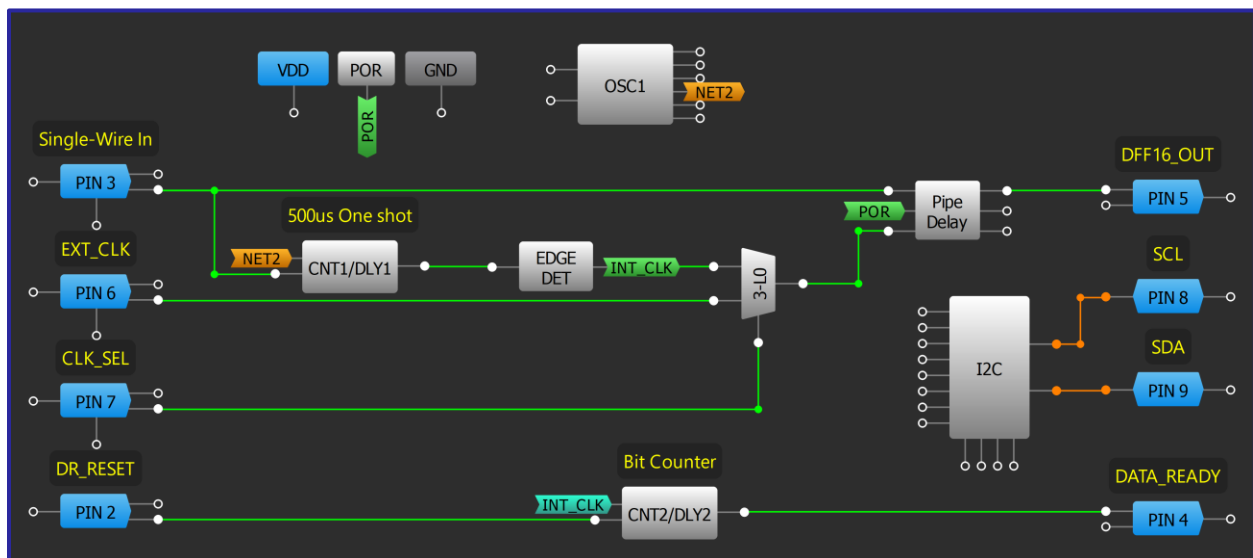 VDD
POR
GND
POR
OSC1
NET2
Single-Wire In
PIN 3
DFF16_OUT
PIN 5
Pipe
Delay
POR
500us One shot
NET2
CNT1/DLY1
EDGE
DET
INT_CLK
3-L0
EXT_CLK
PIN 6
SCL
PIN 8
CLK_SEL
PIN 7
I2C
SDA
PIN 9
DR_RESET
PIN 2
Bit Counter
INT_CLK
CNT2/DLY2
DATA_READY
PIN 4